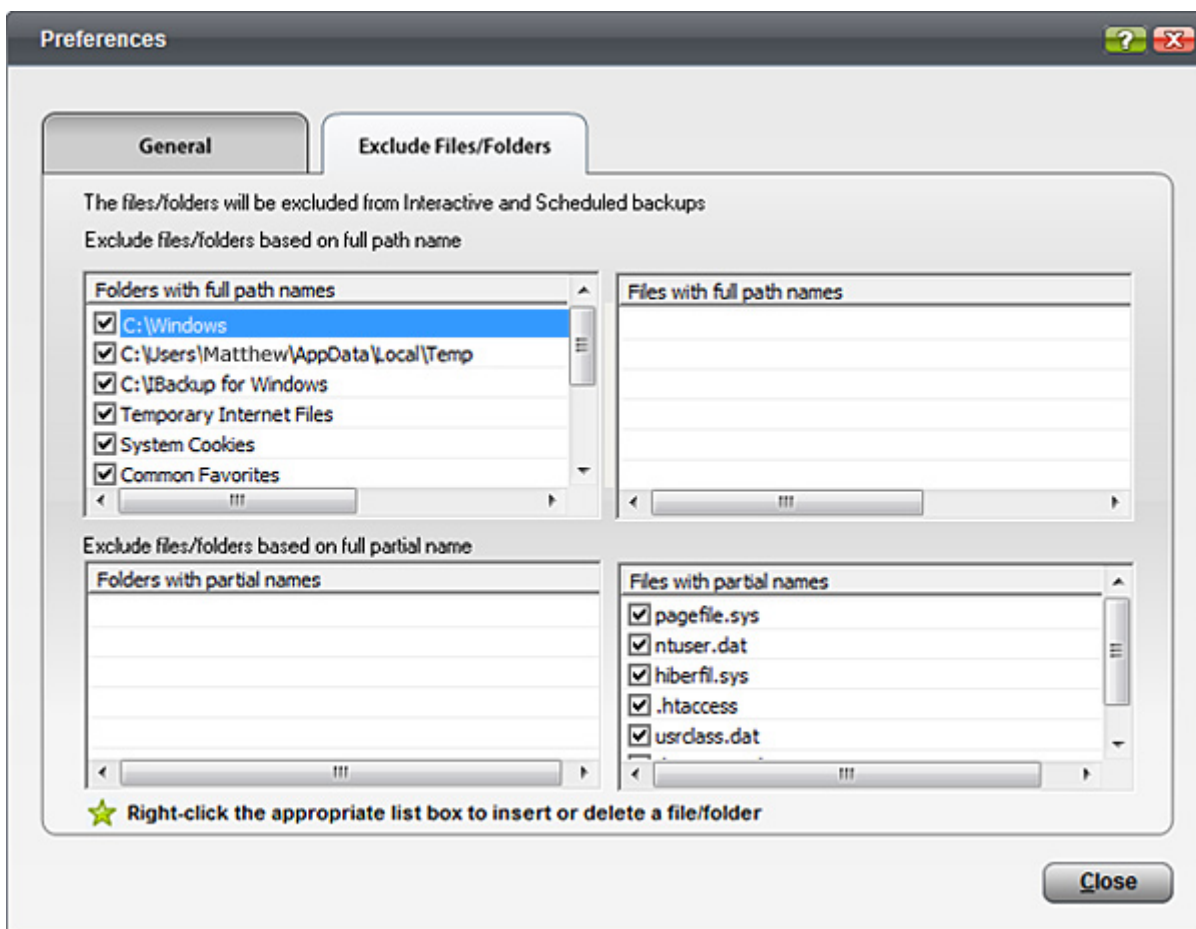 Preferences
General
Exclude Files/Folders
The files/folders will be excluded from Interactive and Scheduled backups
Exclude files/folders based on full path name
Folders with full path names
C:\Windows
C:\Users\Matthew\AppData\Local\Temp
C:\IBackup for Windows
Temporary Internet Files
System Cookies
Common Favorites
Files with full path names
Exclude files/folders based on full partial name
Folders with partial names
Files with partial names
pagefile.sys
ntuser.dat
hiberfil.sys
.htaccess
usrclass.dat
Right-click the appropriate list box to insert or delete a file/folder
Close